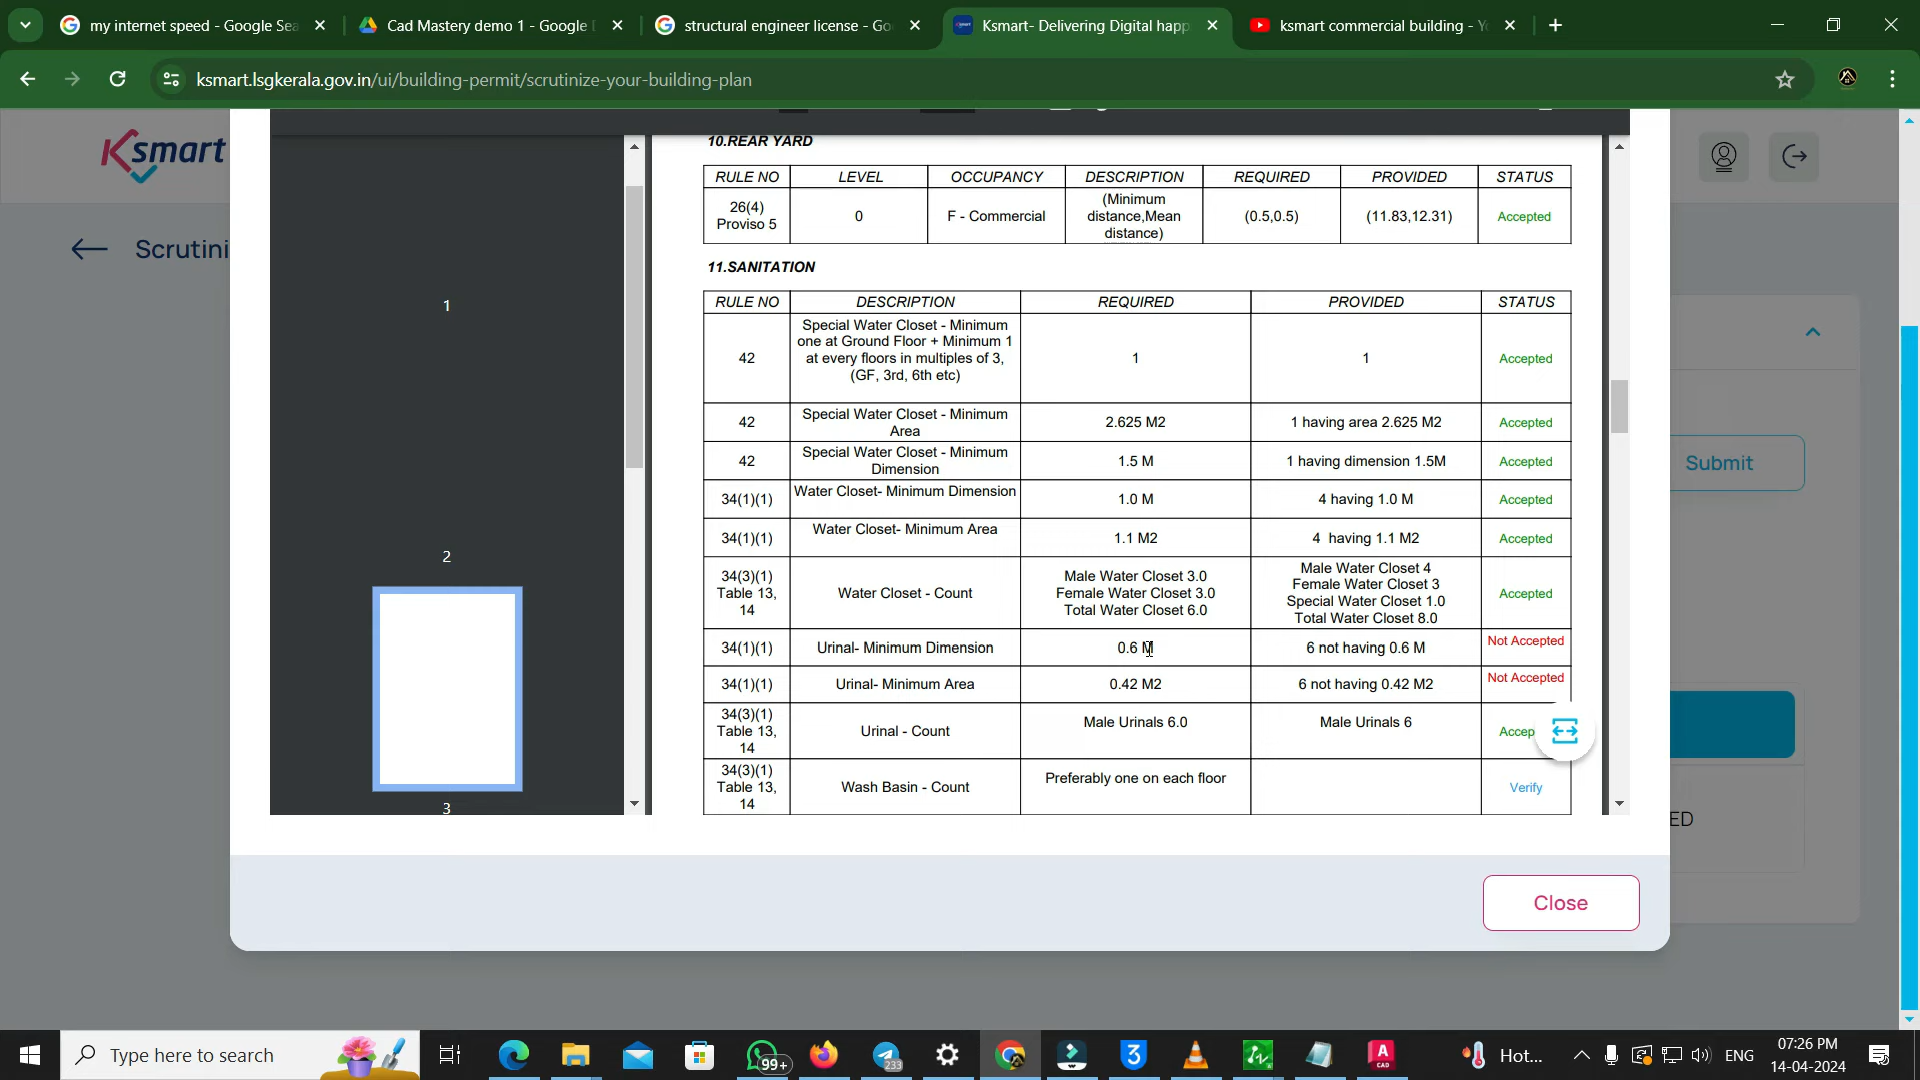 my internet speed - Google Sea
Cad Mastery demo 1 - Google D
structural engineer license - Go
Ksmart- Delivering Digital happ
ksmart commercial building - Yo
ksmart.lsgkerala.gov.in/ui/building-permit/scrutinize-your-building-plan
Ksmart
Scrutini
1
2
3
10.REAR YARD
RULE NO LEVEL OCCUPANCY DESCRIPTION REQUIRED PROVIDED STATUS
26(4) Proviso 5 0 F - Commercial (Minimum distance,Mean distance) (0.5,0.5) (11.83,12.31) Accepted
11.SANITATION
RULE NO DESCRIPTION REQUIRED PROVIDED STATUS
42 Special Water Closet - Minimum one at Ground Floor + Minimum 1 at every floors in multiples of 3, (GF, 3rd, 6th etc) 1 1 Accepted
42 Special Water Closet - Minimum Area 2.625 M2 1 having area 2.625 M2 Accepted
42 Special Water Closet - Minimum Dimension 1.5 M 1 having dimension 1.5M Accepted
34(1)(1) Water Closet- Minimum Dimension 1.0 M 4 having 1.0 M Accepted
34(1)(1) Water Closet- Minimum Area 1.1 M2 4 having 1.1 M2 Accepted
34(3)(1) Table 13, 14 Water Closet - Count Male Water Closet 3.0 Female Water Closet 3.0 Total Water Closet 6.0 Male Water Closet 4 Female Water Closet 3 Special Water Closet 1.0 Total Water Closet 8.0 Accepted
34(1)(1) Urinal- Minimum Dimension 0.6 M 6 not having 0.6 M Not Accepted
34(1)(1) Urinal- Minimum Area 0.42 M2 6 not having 0.42 M2 Not Accepted
34(3)(1) Table 13, 14 Urinal - Count Male Urinals 6.0 Male Urinals 6 Accep
34(3)(1) Table 13, 14 Wash Basin - Count Preferably one on each floor Verify
Submit
ED
Close
Type here to search
99+
233
Hot...
ENG
07:26 PM
14-04-2024